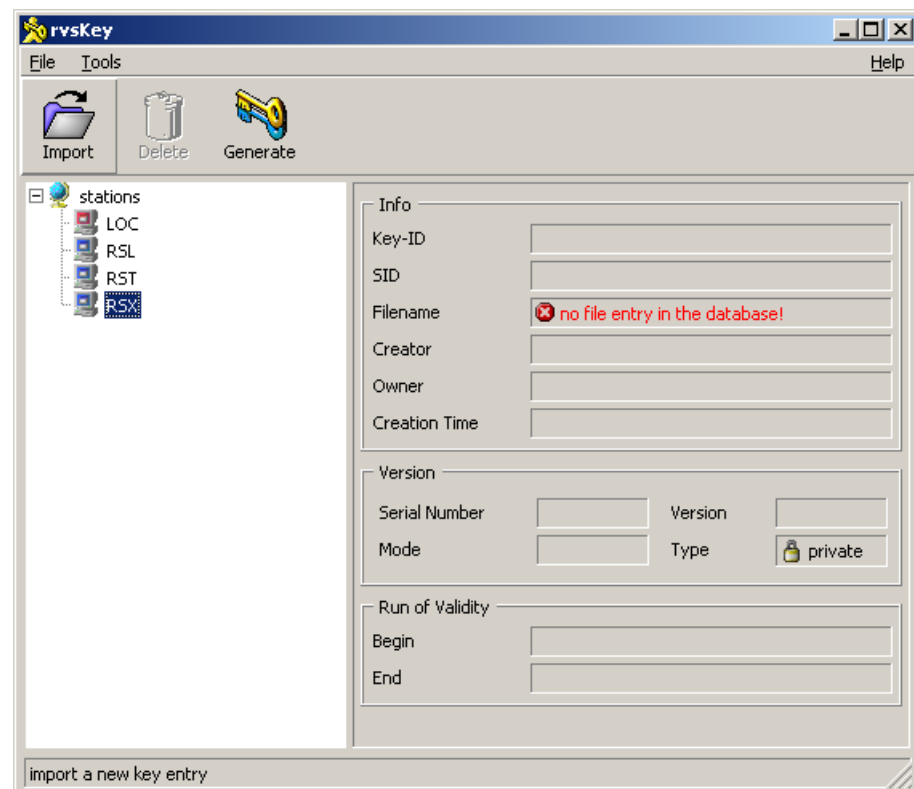 rvsKey
File Tools Help
Import Delete Generate
stations
LOC
RSL
RST
RSX
Info
Key-ID
SID
Filename no file entry in the database!
Creator
Owner
Creation Time
Version
Serial Number Version
Mode Type private
Run of Validity
Begin
End
import a new key entry